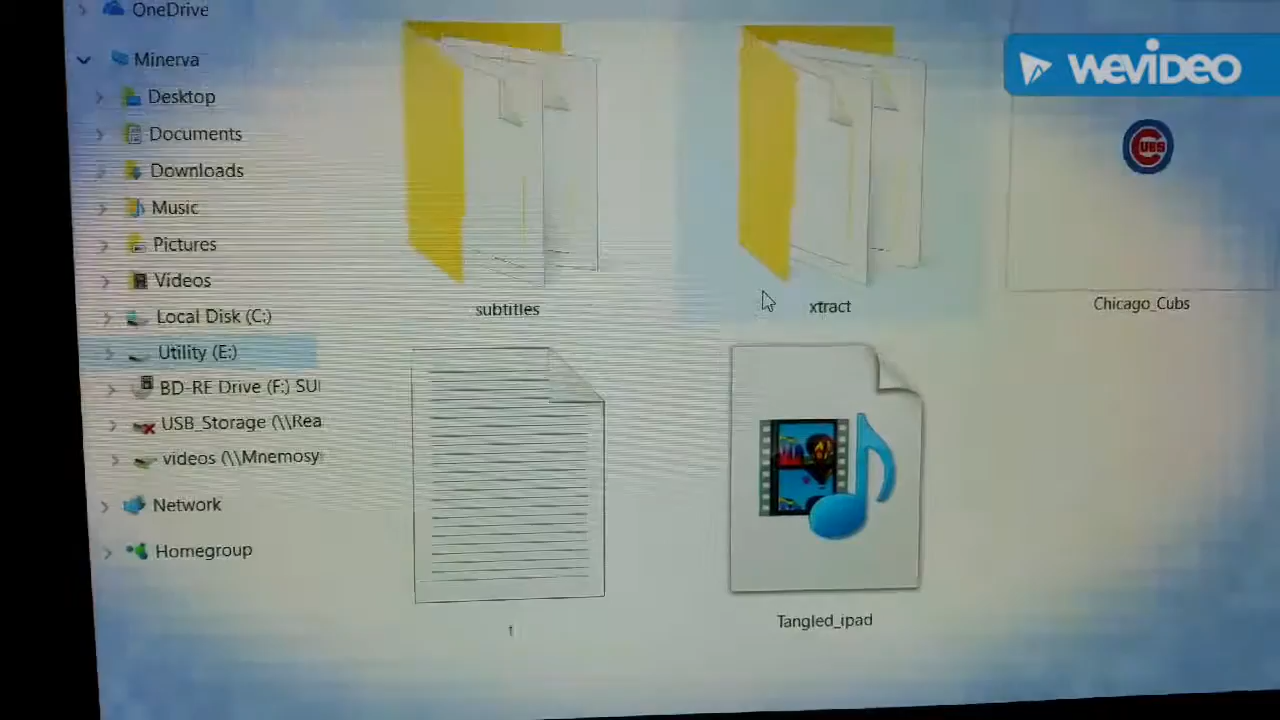 OneDrive
Minerva
Desktop
Documents
Downloads
Music
Pictures
Videos
Local Disk (C:)
Utility (E:)
BD-RE Drive (F:) SU
USB_Storage (\\Rea
videos (\\Mnemosy
Network
Homegroup
subtitles
xtract
Chicago_Cubs
t
Tangled_ipad
WEVIDEO
CUBS